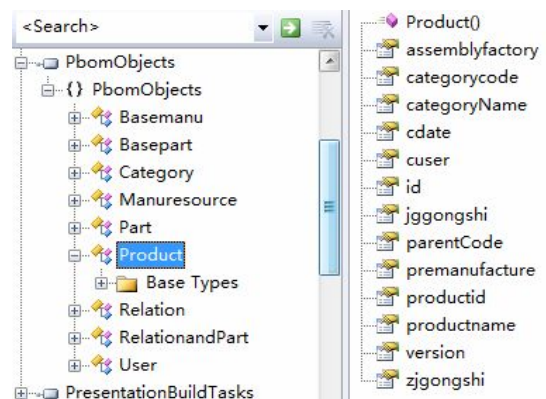 <Search>
PbomObjects
{} PbomObjects
Basemanu
Basepart
Category
Manuresource
Part
Product
Base Types
Relation
RelationandPart
User
PresentationBuildTasks
Product()
assemblyfactory
categorycode
categoryName
cdate
cuser
id
jggongshi
parentCode
premanufacture
productid
productname
version
zjgongshi